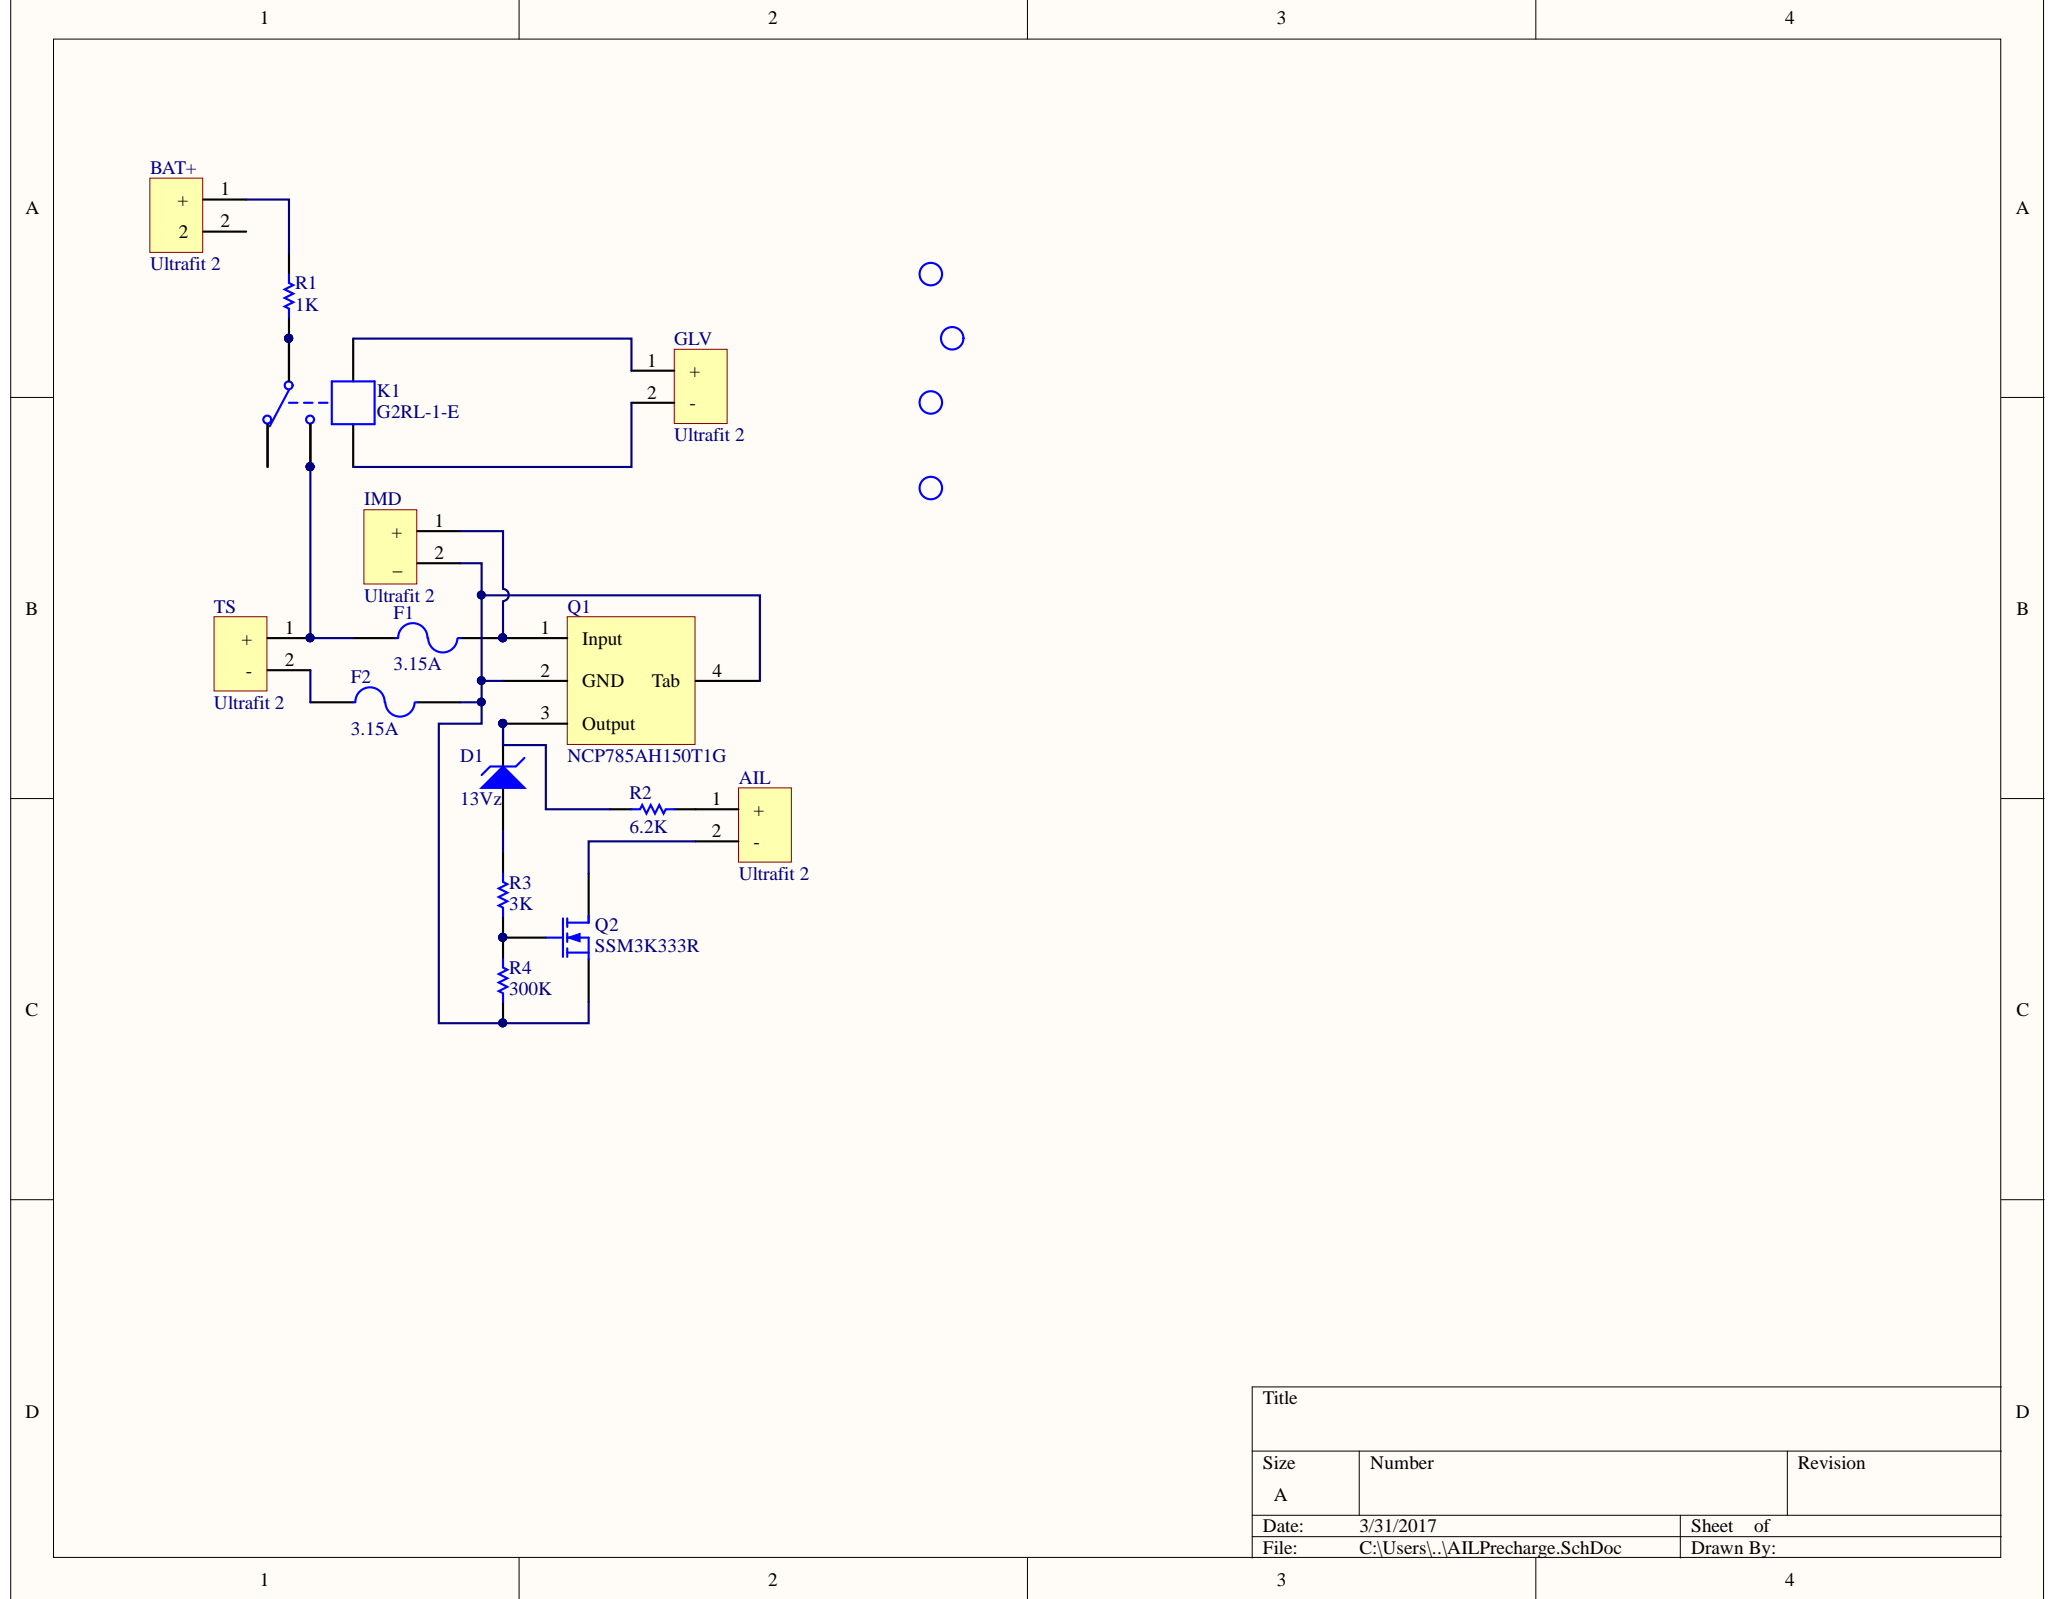 1 2 3 4
A A
BAT+
+ 1
2 2
Ultrafit 2
R1
1K
GLV
1 +
2 -
Ultrafit 2
K1
G2RL-1-E
IMD
+ 1
– 2
Ultrafit 2
B B
TS
+ 1
- 2
Ultrafit 2
F1
3.15A
F2
3.15A
Q1
1 Input
2 GND Tab 4
3 Output
NCP785AH150T1G
D1
13Vz
R2
6.2K
AIL
1 +
2 -
Ultrafit 2
R3
3K
Q2
SSM3K333R
R4
300K
C C
D D
Title
Size Number Revision
A
Date: 3/31/2017 Sheet of
File: C:\Users\..\AILPrecharge.SchDoc Drawn By:
1 2 3 4